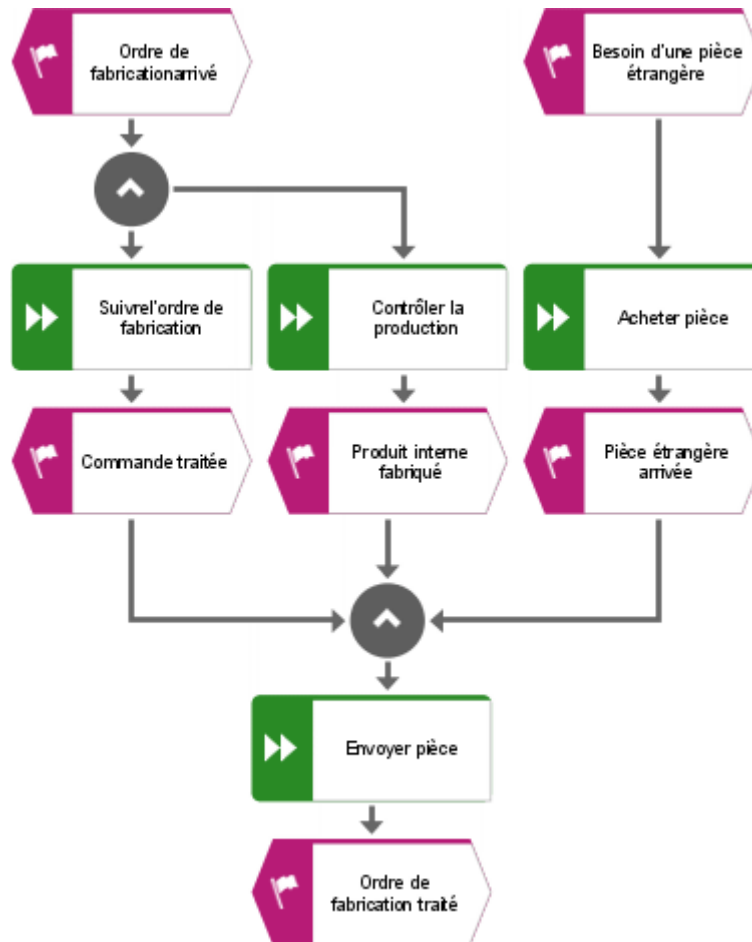 Ordre de
fabricationarrivé
Besoin d'une pièce
étrangère
Suivrel'ordre de
fabrication
Contrôler la
production
Acheter pièce
Commande traitée
Produit interne
fabriqué
Pièce étrangère
arrivée
Envoyer pièce
Ordre de
fabrication traité